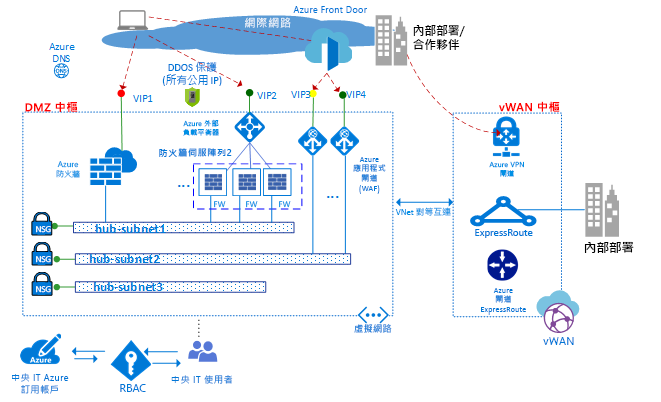 Azure Front Door
網際網路
內部部署/
合作夥伴
Azure
DNS
DDOS 保護
(所有公用 IP)
VIP1
VIP2
VIP3
VIP4
DMZ 中樞
vWAN 中樞
Azure 外部
負載平衡器
Azure
防火牆
防火牆伺服陣列2
Azure
應用程式
閘道
(WAF)
Azure VPN
閘道
...
...
FW
FW
FW
VNet 對等互連
NSG
hub-subnet1
ExpressRoute
內部部署
NSG
hub-subnet2
NSG
hub-subnet3
Azure
閘道
ExpressRoute
虛擬網路
vWAN
Azure
中央 IT Azure
訂用帳戶
RBAC
中央 IT 使用者